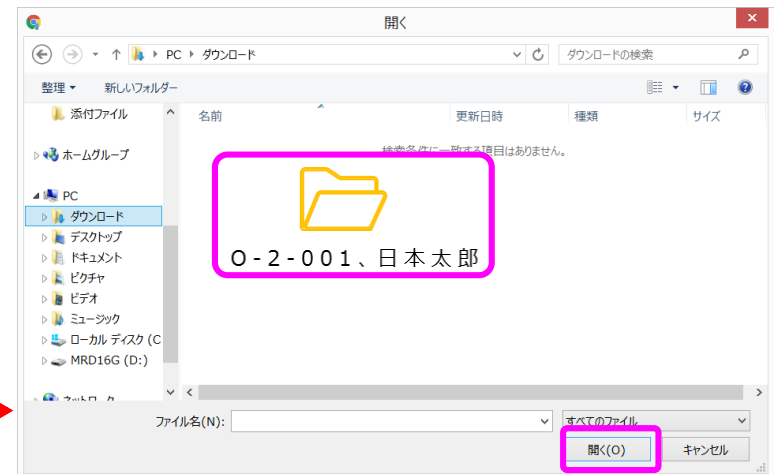 開く
PC ダウンロード ダウンロードの検索
整理 新しいフォルダー
添付ファイル
名前 更新日時 種類 サイズ
検索条件に一致する項目はありません。
ホームグループ
PC
ダウンロード
デスクトップ
ドキュメント
ピクチャ
ビデオ
ミュージック
ローカル ディスク (C
MRD16G (D:)
O-2-001、日本太郎
ネットワーク
ファイル名(N):
すべてのファイル
開く(O) キャンセル